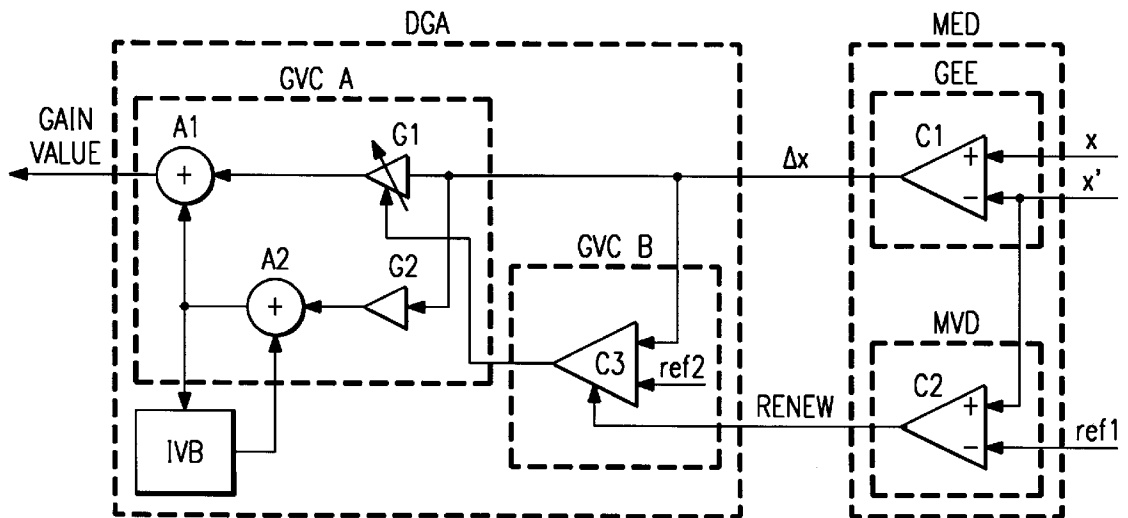 DGA
MED
GVC A
GEE
GAIN
VALUE
A1
G1
C1
+
x
+
Δx
−
x'
GVC B
A2
G2
MVD
+
C3
C2
+
ref2
RENEW
−
ref1
IVB